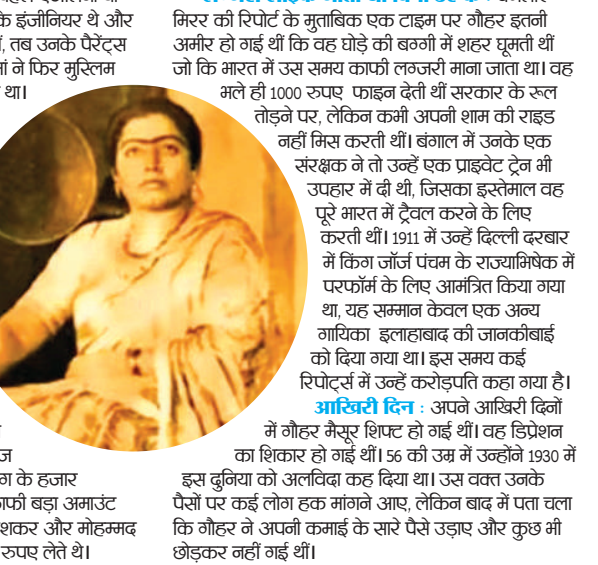 के इंजीनियर थे और
तब उनके पैरेंट्स
मां ने फिर मुस्लिम
था।
ज
ग के हजार
काफी बड़ा अमाउंट
शकर और मोहम्मद
रुपए लेते थे।
मिरर की रिपोर्ट के मुताबिक एक टाइम पर गौहर इतनी
अमीर हो गई थीं कि वह घोड़े की बग्गी में शहर घूमती थीं
जो कि भारत में उस समय काफी लग्जरी माना जाता था। वह
भले ही 1000 रुपए फाइन देती थीं सरकार के रूल
तोड़ने पर, लेकिन कभी अपनी शाम की राइड
नहीं मिस करती थीं। बंगाल में उनके एक
संरक्षक ने तो उन्हें एक प्राइवेट ट्रेन भी
उपहार में दी थी, जिसका इस्तेमाल वह
पूरे भारत में ट्रैवल करने के लिए
करती थीं। 1911 में उन्हें दिल्ली दरबार
में किंग जॉर्ज पंचम के राज्याभिषेक में
परफॉर्म के लिए आमंत्रित किया गया
था, यह सम्मान केवल एक अन्य
गायिका इलाहाबाद की जानकीबाई
को दिया गया था। इस समय कई
रिपोर्ट्स में उन्हें करोड़पति कहा गया है।
आखिरी दिन : अपने आखिरी दिनों
में गौहर मैसूर शिफ्ट हो गई थीं। वह डिप्रेशन
का शिकार हो गई थीं। 56 की उम्र में उन्होंने 1930 में
इस दुनिया को अलविदा कह दिया था। उस वक्त उनके
पैसों पर कई लोग हक मांगने आए, लेकिन बाद में पता चला
कि गौहर ने अपनी कमाई के सारे पैसे उड़ाए और कुछ भी
छोड़कर नहीं गई थीं।